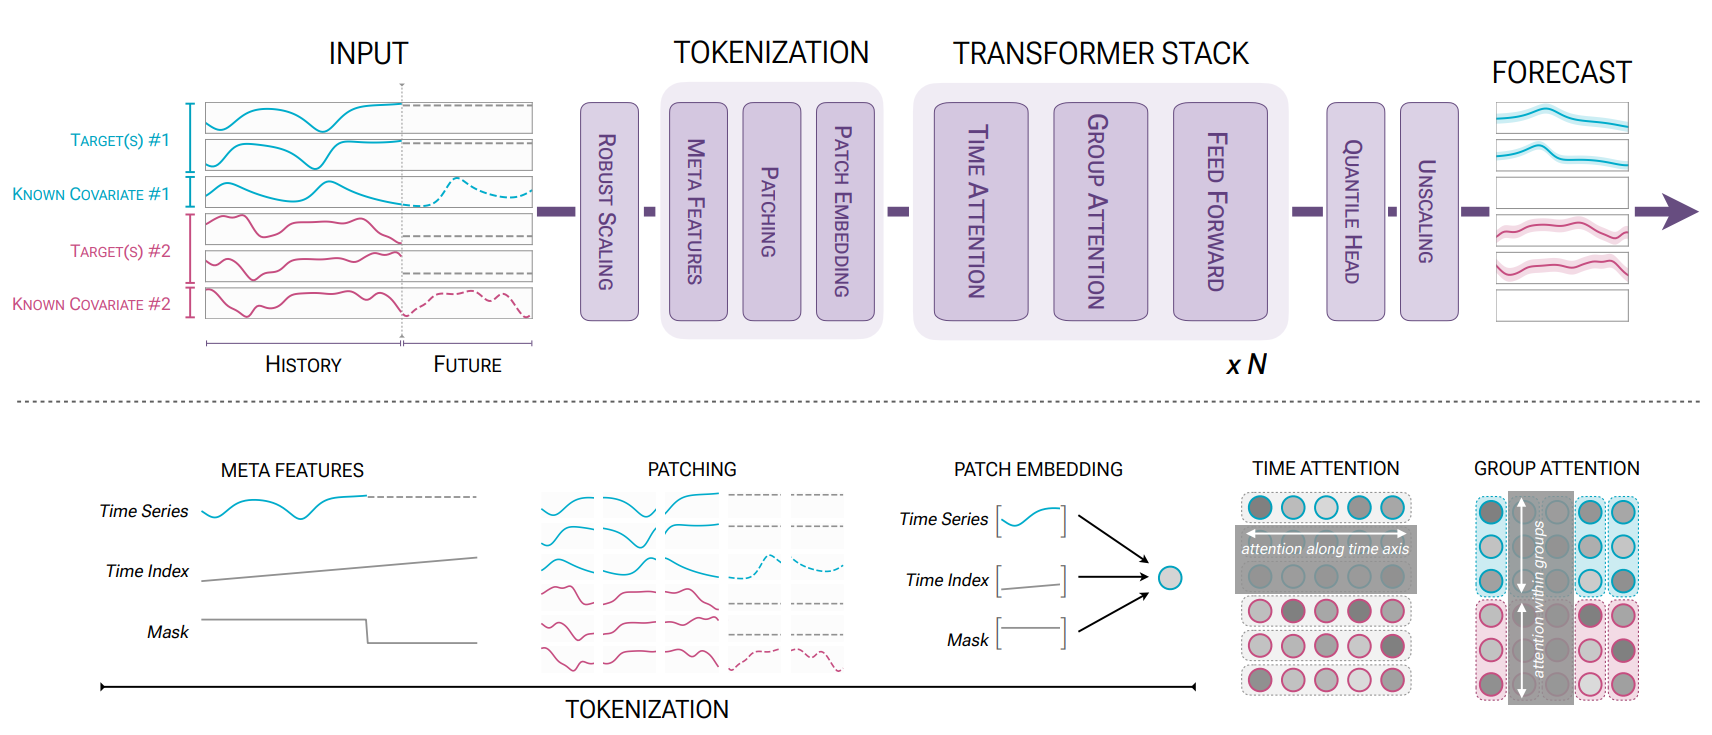 INPUT
TOKENIZATION
TRANSFORMER STACK
FORECAST
TARGET(S) #1
KNOWN COVARIATE #1
TARGET(S) #2
KNOWN COVARIATE #2
HISTORY
FUTURE
ROBUST SCALING
META FEATURES
PATCHING
PATCH EMBEDDING
TIME ATTENTION
GROUP ATTENTION
FEED FORWARD
x N
QUANTILE HEAD
UNSCALING
META FEATURES
Time Series
Time Index
Mask
PATCHING
PATCH EMBEDDING
Time Series
Time Index
Mask
TOKENIZATION
TIME ATTENTION
attention along time axis
GROUP ATTENTION
attention within groups